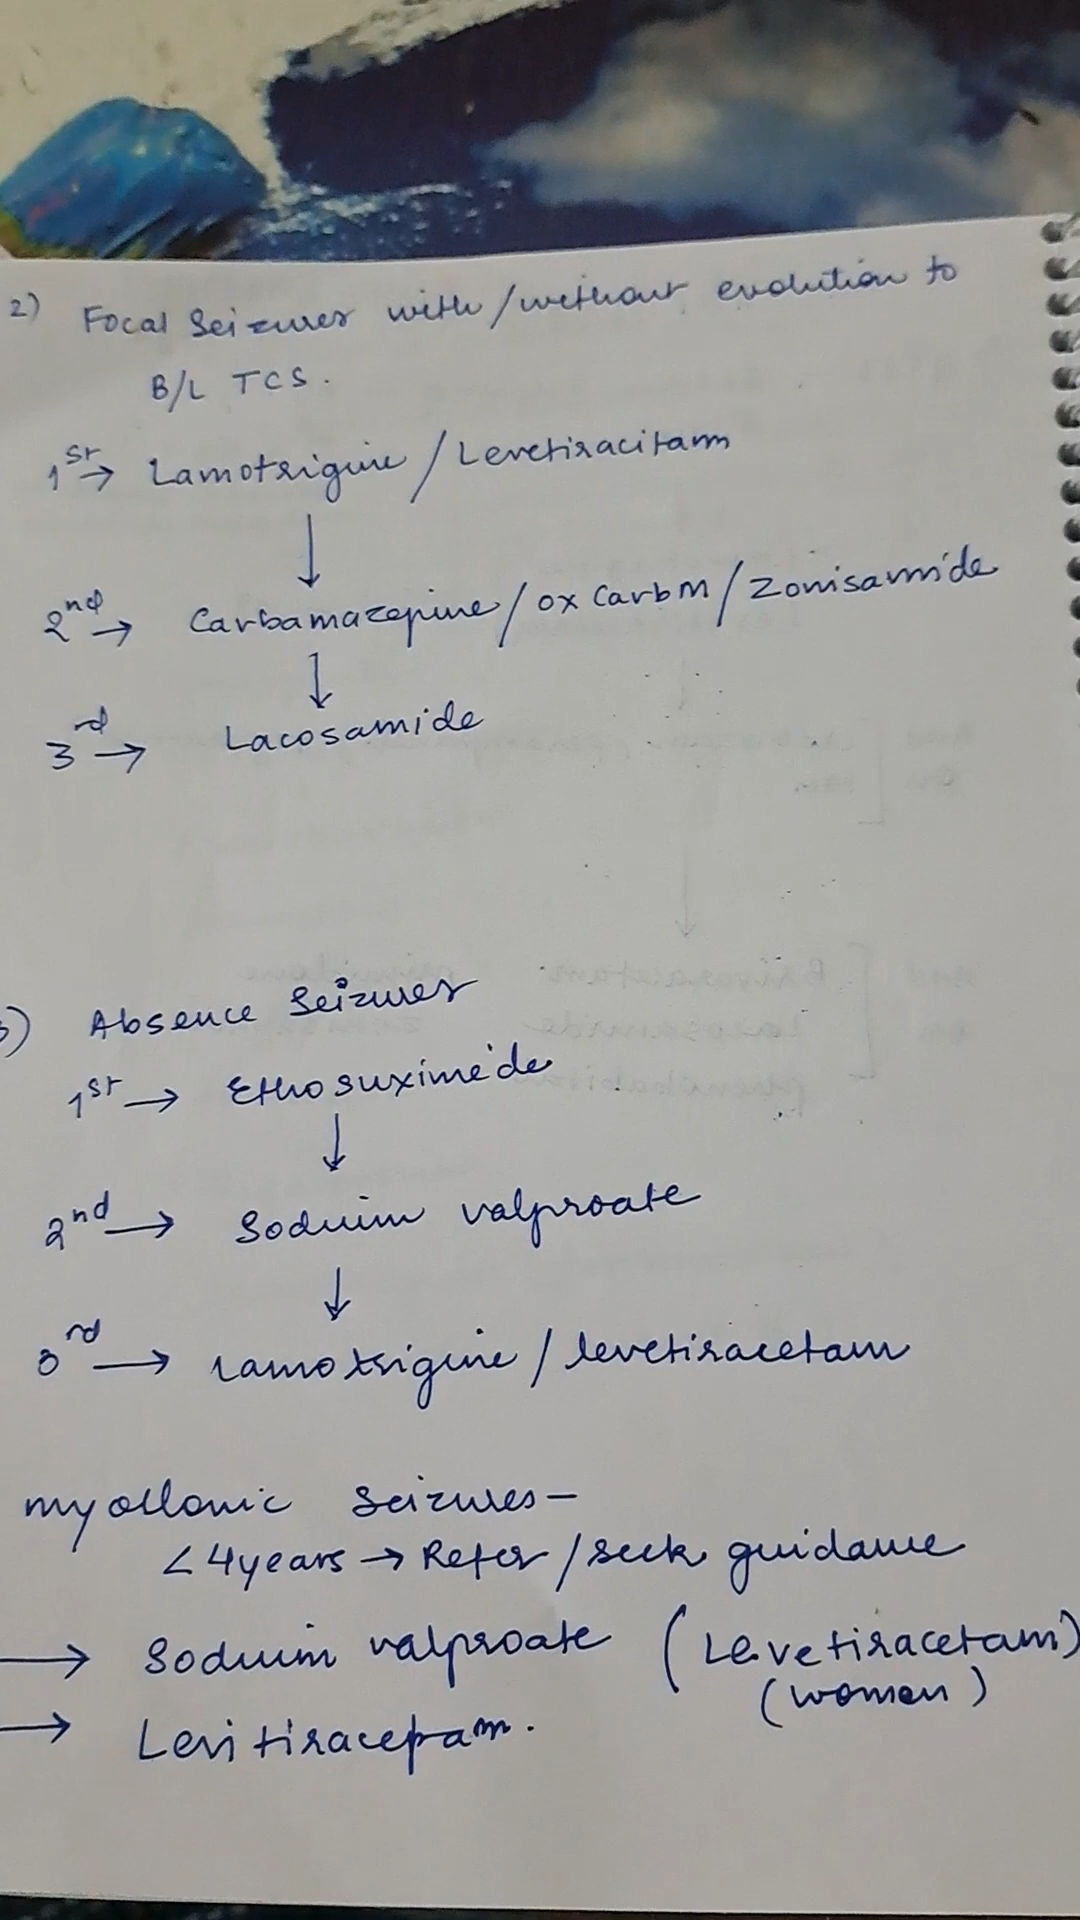 2) Focal Seizures with/without evolution to
B/L TCS.
1st → Lamotrigine / Levetiracitam
↓
2nd → Carbamazepine / ox Carbm / Zonisamide
↓
3rd → Lacosamide
3) Absence Seizures
1st → Ethosuximide
↓
2nd → Sodium valproate
↓
3rd → Lamotrigine / levetiracetam
myoclonic seizures -
< 4years → Refer / seek guidance
→ Sodium valproate (Levetiracetam)
(women)
→ Levitiracetam.